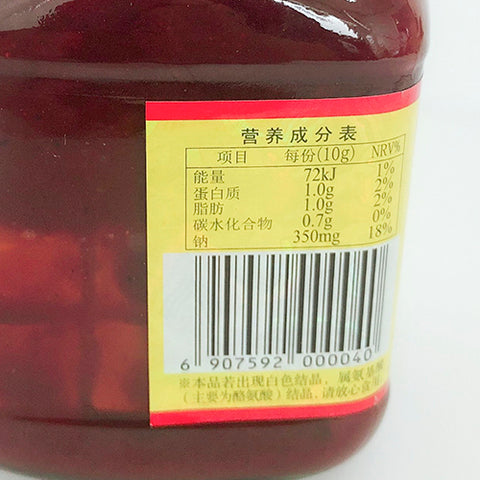 营养成分表
项目 每份(10g) NRV%
能量 72kJ 1%
蛋白质 1.0g 2%
脂肪 1.0g 2%
碳水化合物 0.7g 0%
钠 350mg 18%
6 907592 000040
※本品若出现白色结晶，属氨基酸
(主要为酪氨酸）结晶，请放心食用